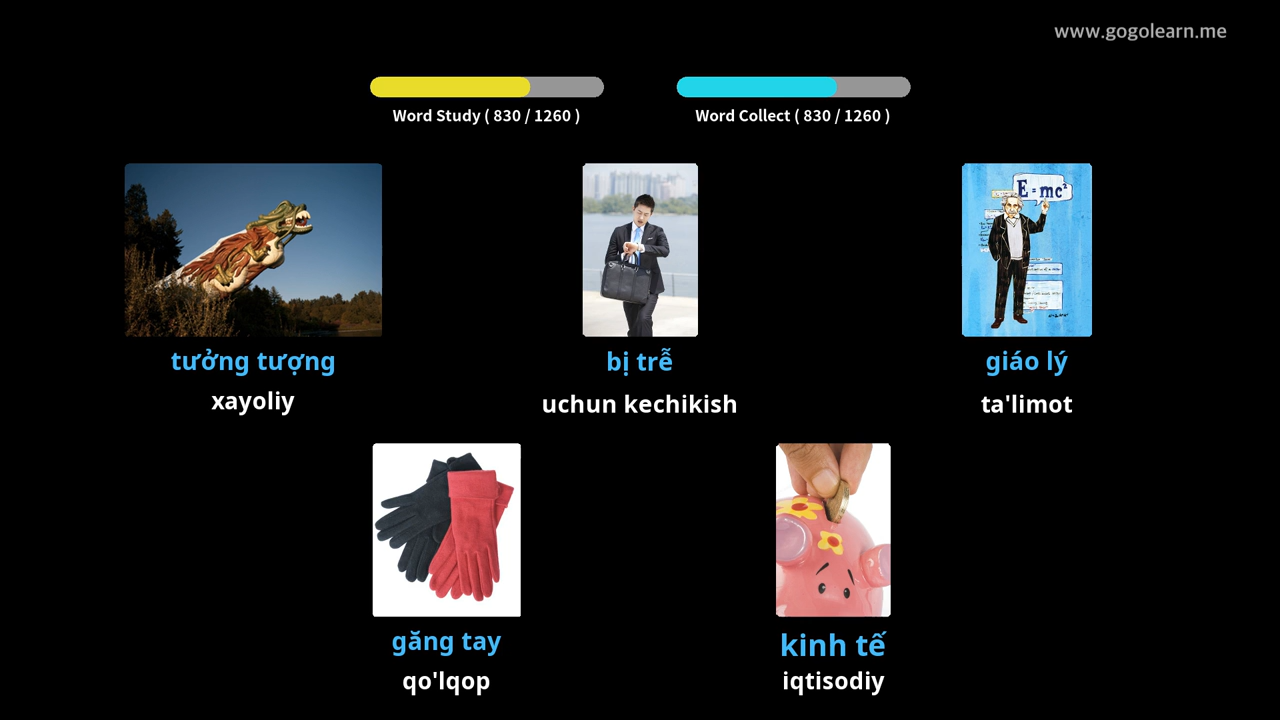 www.gogolearn.me
Word Study ( 830 / 1260 )
Word Collect ( 830 / 1260 )
E=mc²
tưởng tượng
bị trễ
giáo lý
xayoliy
uchun kechikish
ta'limot
găng tay
kinh tế
qo'lqop
iqtisodiy